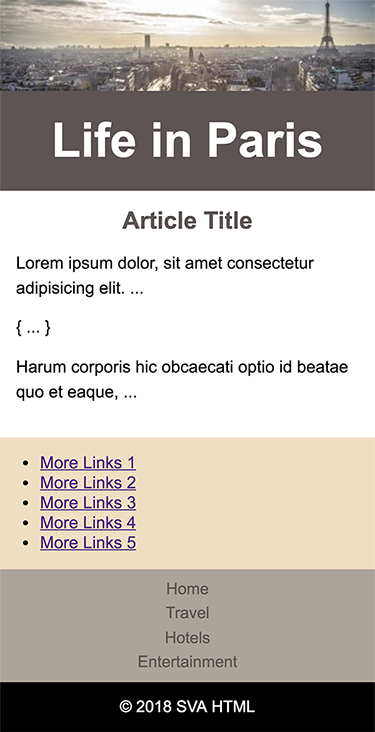 Life in Paris
Article Title
Lorem ipsum dolor, sit amet consectetur
adipisicing elit. ...
{ ... }
Harum corporis hic obcaecati optio id beatae
quo et eaque, ...
More Links 1
More Links 2
More Links 3
More Links 4
More Links 5
Home
Travel
Hotels
Entertainment
© 2018 SVA HTML